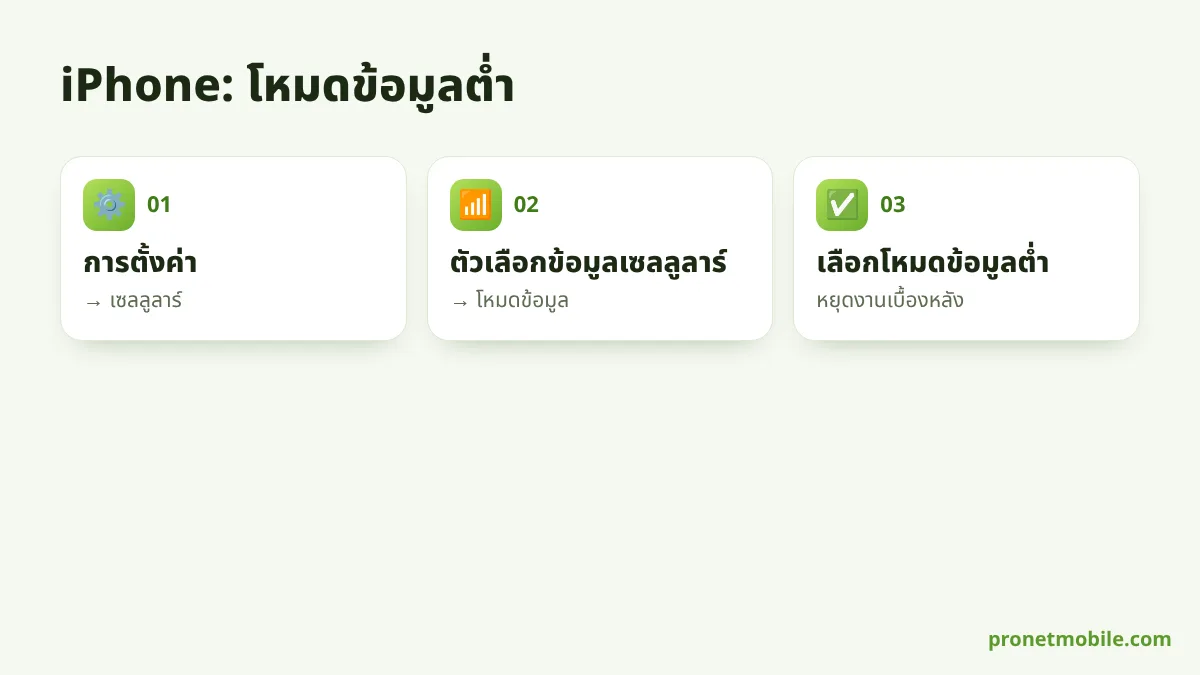 iPhone: โหมดข้อมูลต่ำ
01
การตั้งค่า
→ เซลลูลาร์
02
ตัวเลือกข้อมูลเซลลูลาร์
→ โหมดข้อมูล
03
เลือกโหมดข้อมูลต่ำ
หยุดงานเบื้องหลัง
pronetmobile.com